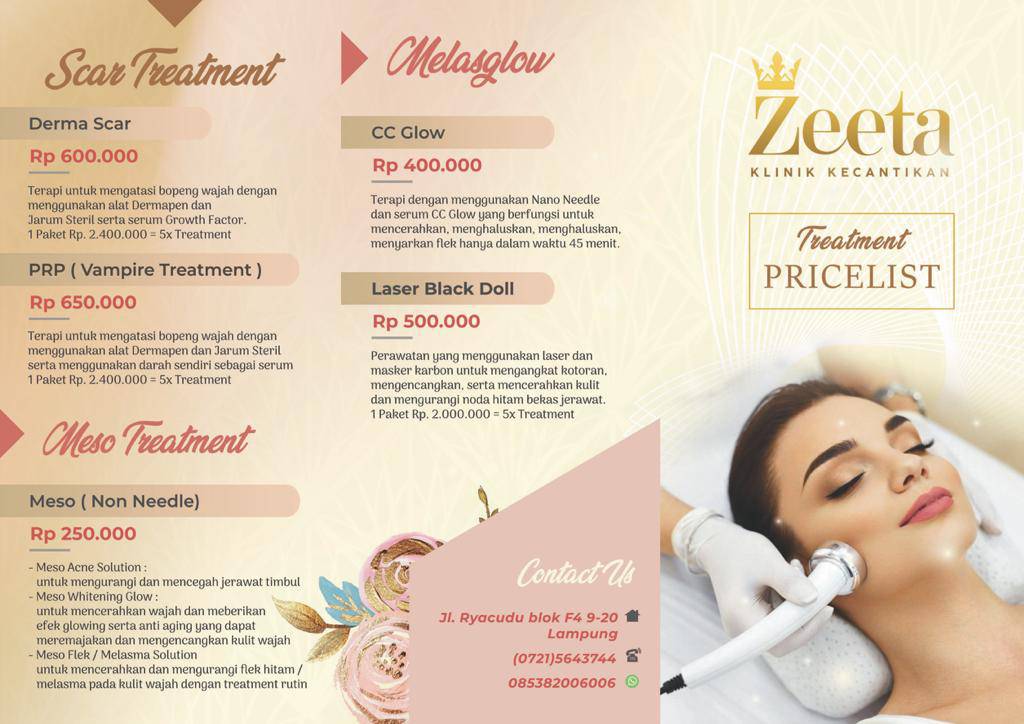 Scar Treatment
Derma Scar
Rp 600.000
Terapi untuk mengatasi bopeng wajah dengan
menggunakan alat Dermapen dan
Jarum Steril serta serum Growth Factor.
1 Paket Rp. 2.400.000 = 5x Treatment
PRP ( Vampire Treatment )
Rp 650.000
Terapi untuk mengatasi bopeng wajah dengan
menggunakan alat Dermapen dan Jarum Steril
serta menggunakan darah sendiri sebagai serum
1 Paket Rp. 2.400.000 = 5x Treatment
Meso Treatment
Meso ( Non Needle)
Rp 250.000
- Meso Acne Solution :
untuk mengurangi dan mencegah jerawat timbul
- Meso Whitening Glow :
untuk mencerahkan wajah dan meberikan
efek glowing serta anti aging yang dapat
meremajakan dan mengencangkan kulit wajah
- Meso Flek / Melasma Solution
untuk mencerahkan dan mengurangi flek hitam /
melasma pada kulit wajah dengan treatment rutin
Melasglow
CC Glow
Rp 400.000
Terapi dengan menggunakan Nano Needle
dan serum CC Glow yang berfungsi untuk
mencerahkan, menghaluskan, menghaluskan,
menyarkan flek hanya dalam waktu 45 menit.
Laser Black Doll
Rp 500.000
Perawatan yang menggunakan laser dan
masker karbon untuk mengangkat kotoran,
mengencangkan, serta mencerahkan kulit
dan mengurangi noda hitam bekas jerawat.
1 Paket Rp. 2.000.000 = 5x Treatment
Contact Us
Jl. Ryacudu blok F4 9-20
Lampung
(0721)5643744
085382006006
Zeeta
KLINIK KECANTIKAN
Treatment
PRICELIST